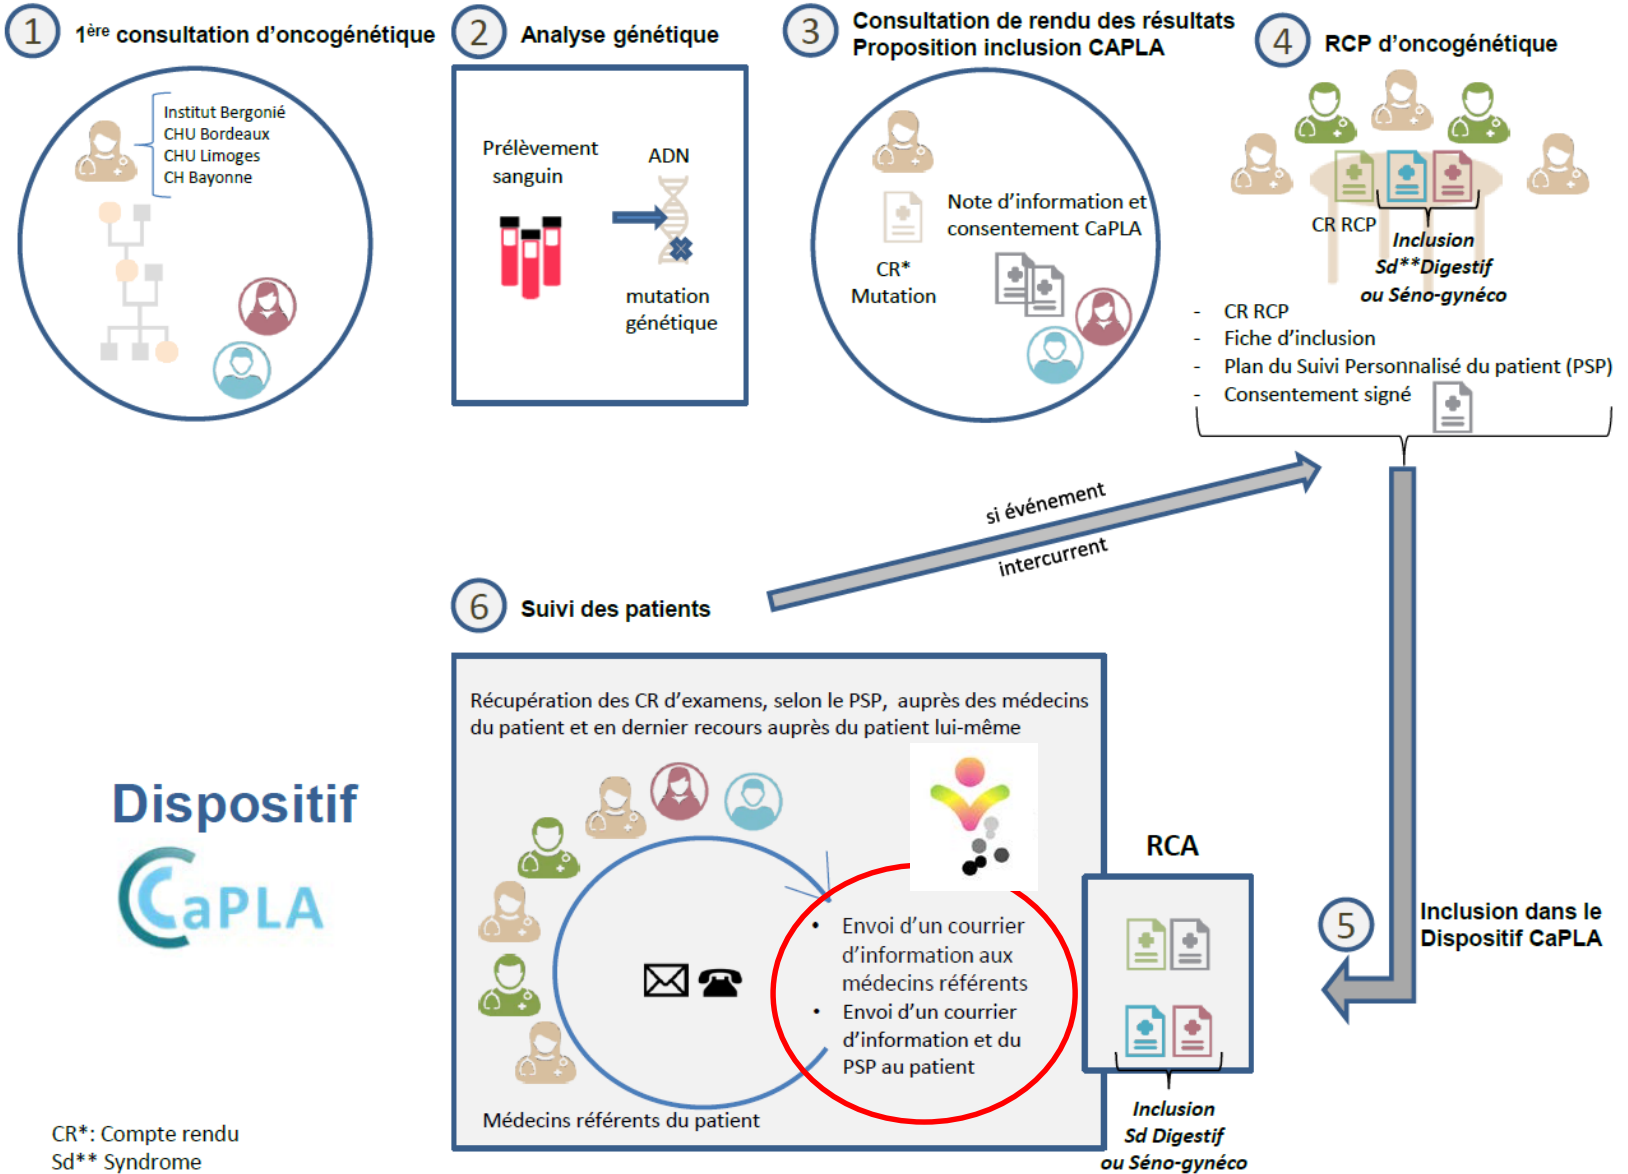 1
1ère consultation d'oncogénétique
Institut Bergonié
CHU Bordeaux
CHU Limoges
CH Bayonne
2
Analyse génétique
Prélèvement
sanguin
ADN
mutation
génétique
3
Consultation de rendu des résultats
Proposition inclusion CAPLA
Note d'information et
consentement CaPLA
CR*
Mutation
4
RCP d'oncogénétique
CR RCP
Inclusion
Sd**Digestif
ou Séno-gynéco
- CR RCP
- Fiche d'inclusion
- Plan du Suivi Personnalisé du patient (PSP)
- Consentement signé
si événement
intercurrent
5
Inclusion dans le
Dispositif CaPLA
RCA
Inclusion
Sd Digestif
ou Séno-gynéco
6
Suivi des patients
Récupération des CR d'examens, selon le PSP, auprès des médecins
du patient et en dernier recours auprès du patient lui-même
• Envoi d'un courrier
d'information aux
médecins référents
• Envoi d'un courrier
d'information et du
PSP au patient
Médecins référents du patient
Dispositif
CaPLA
CR*: Compte rendu
Sd** Syndrome